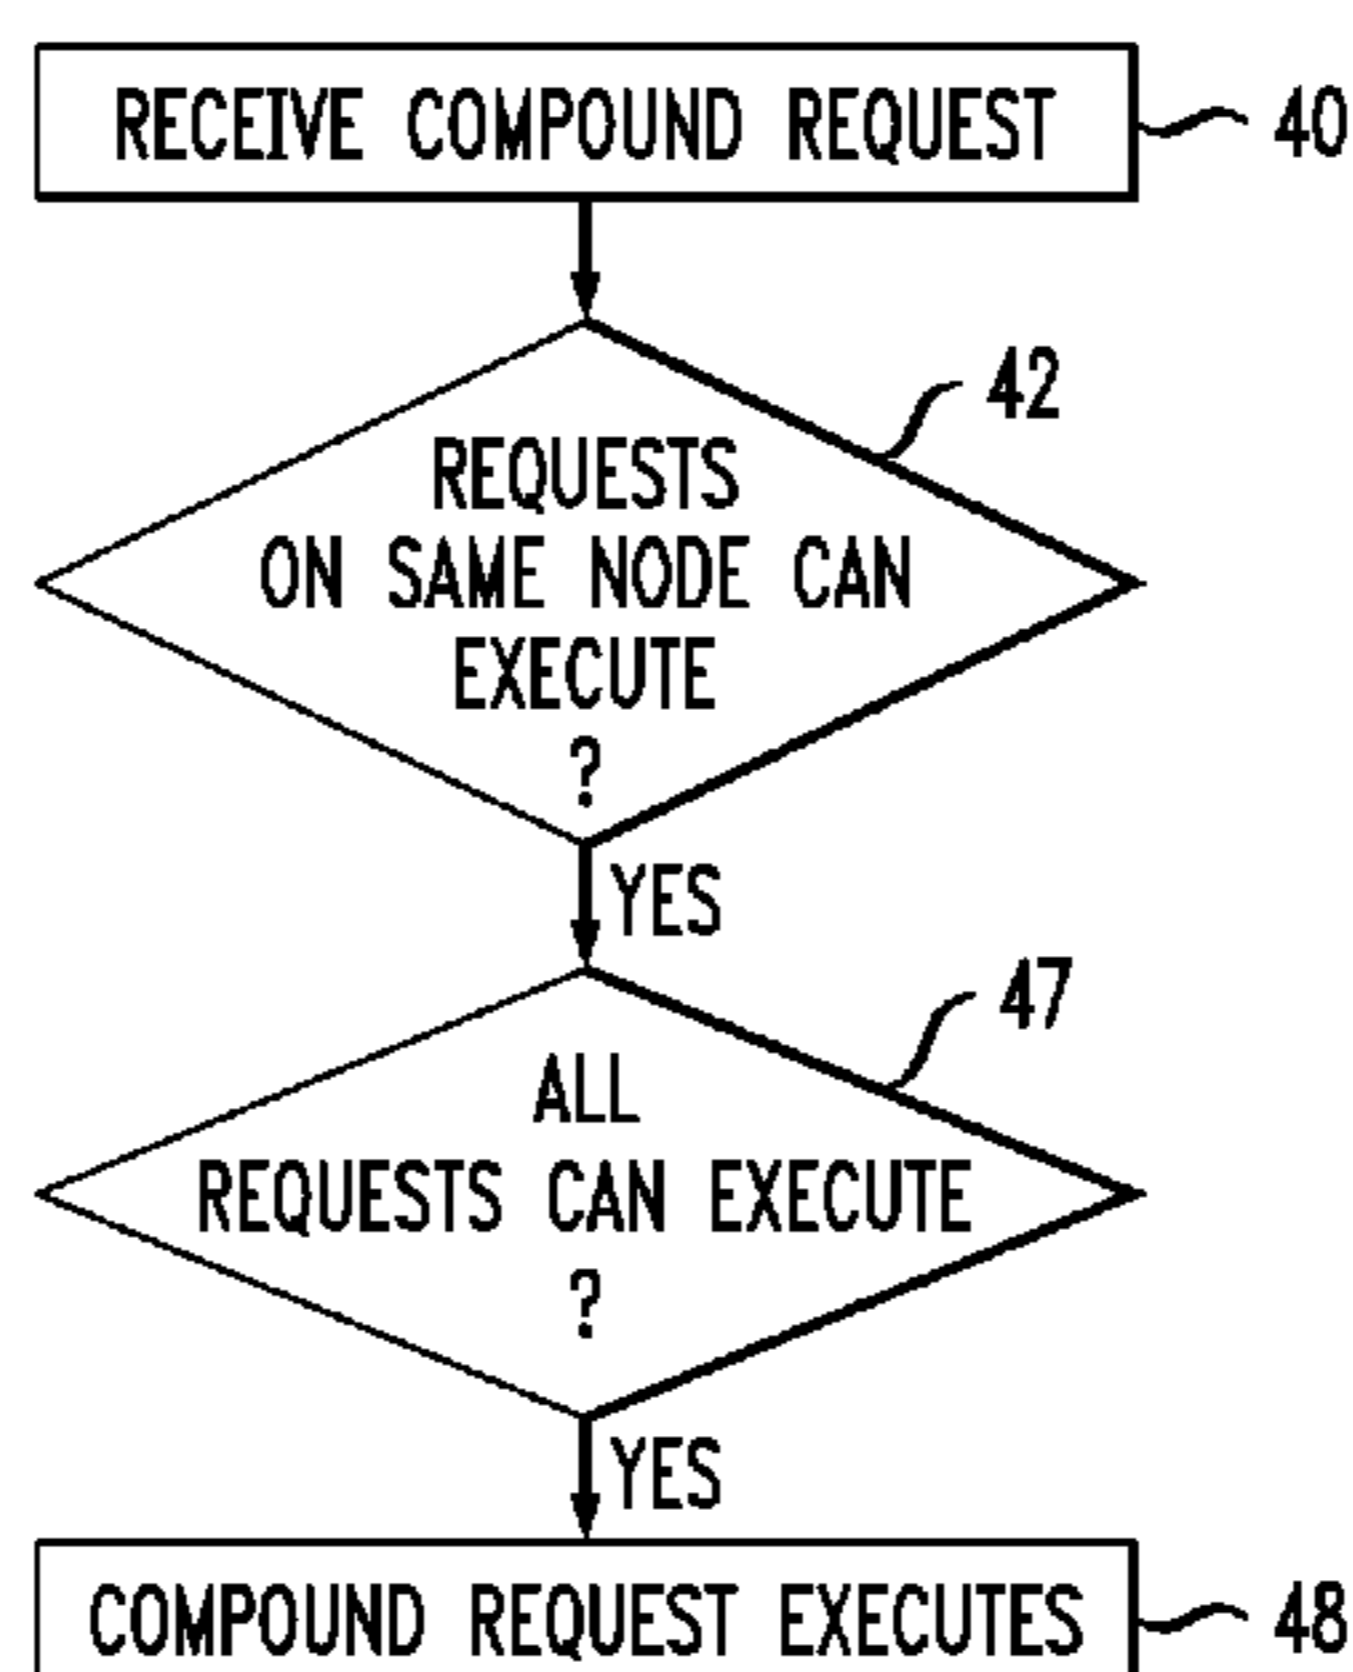 RECEIVE COMPOUND REQUEST
40
42
REQUESTS
ON SAME NODE CAN
EXECUTE
?
YES
47
ALL
REQUESTS CAN EXECUTE
?
YES
COMPOUND REQUEST EXECUTES
48